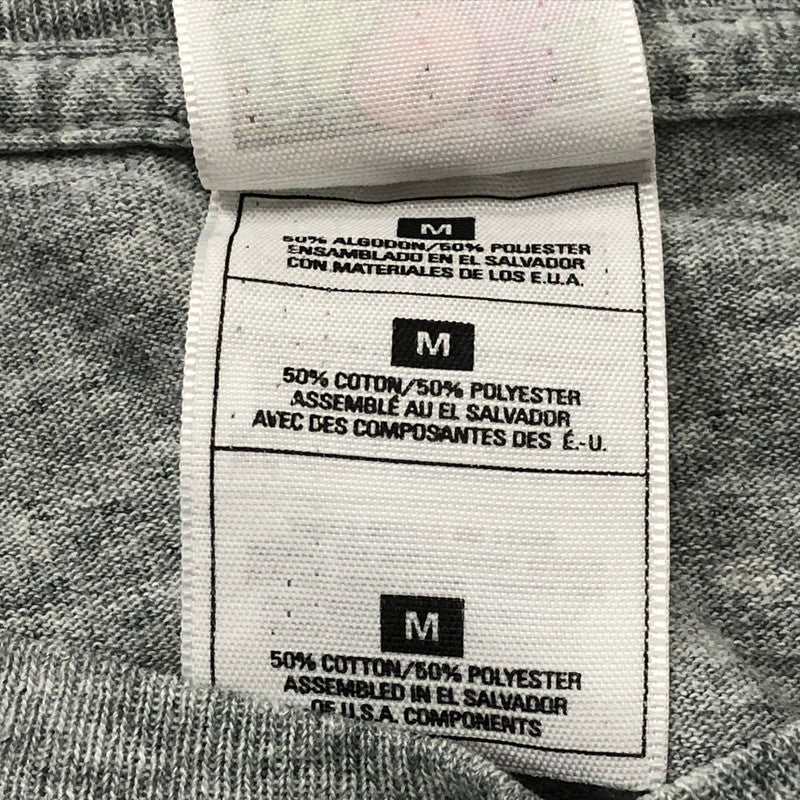 M
50% ALGODON/50% POLIESTER
ENSAMBLADO EN EL SALVADOR
CON MATERIALES DE LOS E.U.A.
M
50% COTON/50% POLYESTER
ASSEMBLÉ AU EL SALVADOR
AVEC DES COMPOSANTES DES É.-U.
M
50% COTTON/50% POLYESTER
ASSEMBLED IN EL SALVADOR
OF U.S.A. COMPONENTS